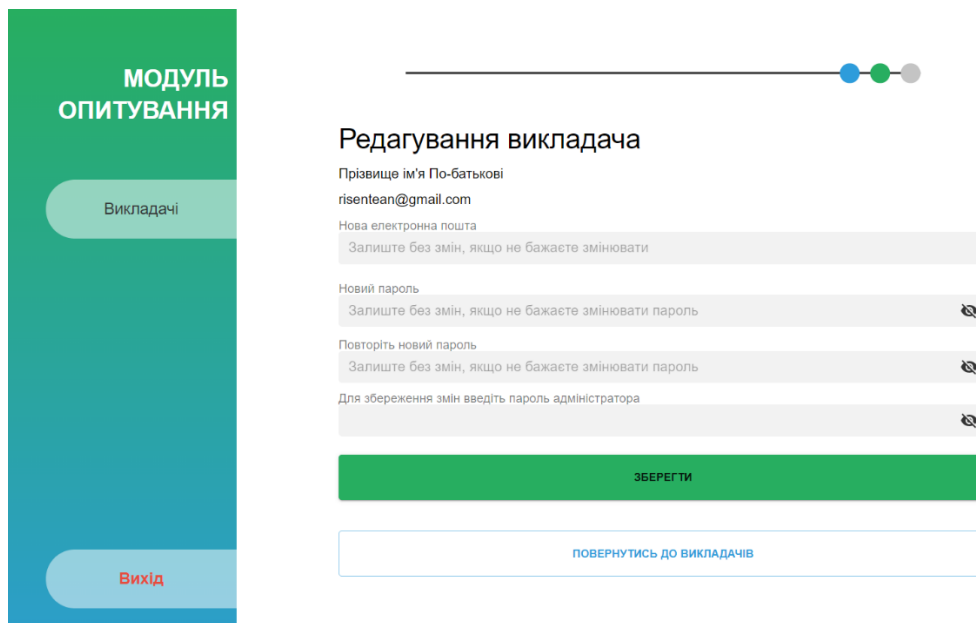 МОДУЛЬ
ОПИТУВАННЯ
Викладачі
Вихід
Редагування викладача
Прізвище ім'я По-батькові
risentean@gmail.com
Нова електронна пошта
Залиште без змін, якщо не бажаєте змінювати
Новий пароль
Залиште без змін, якщо не бажаєте змінювати пароль
Повторіть новий пароль
Залиште без змін, якщо не бажаєте змінювати пароль
Для збереження змін введіть пароль адміністратора
ЗБЕРЕГТИ
ПОВЕРНУТИСЬ ДО ВИКЛАДАЧІВ